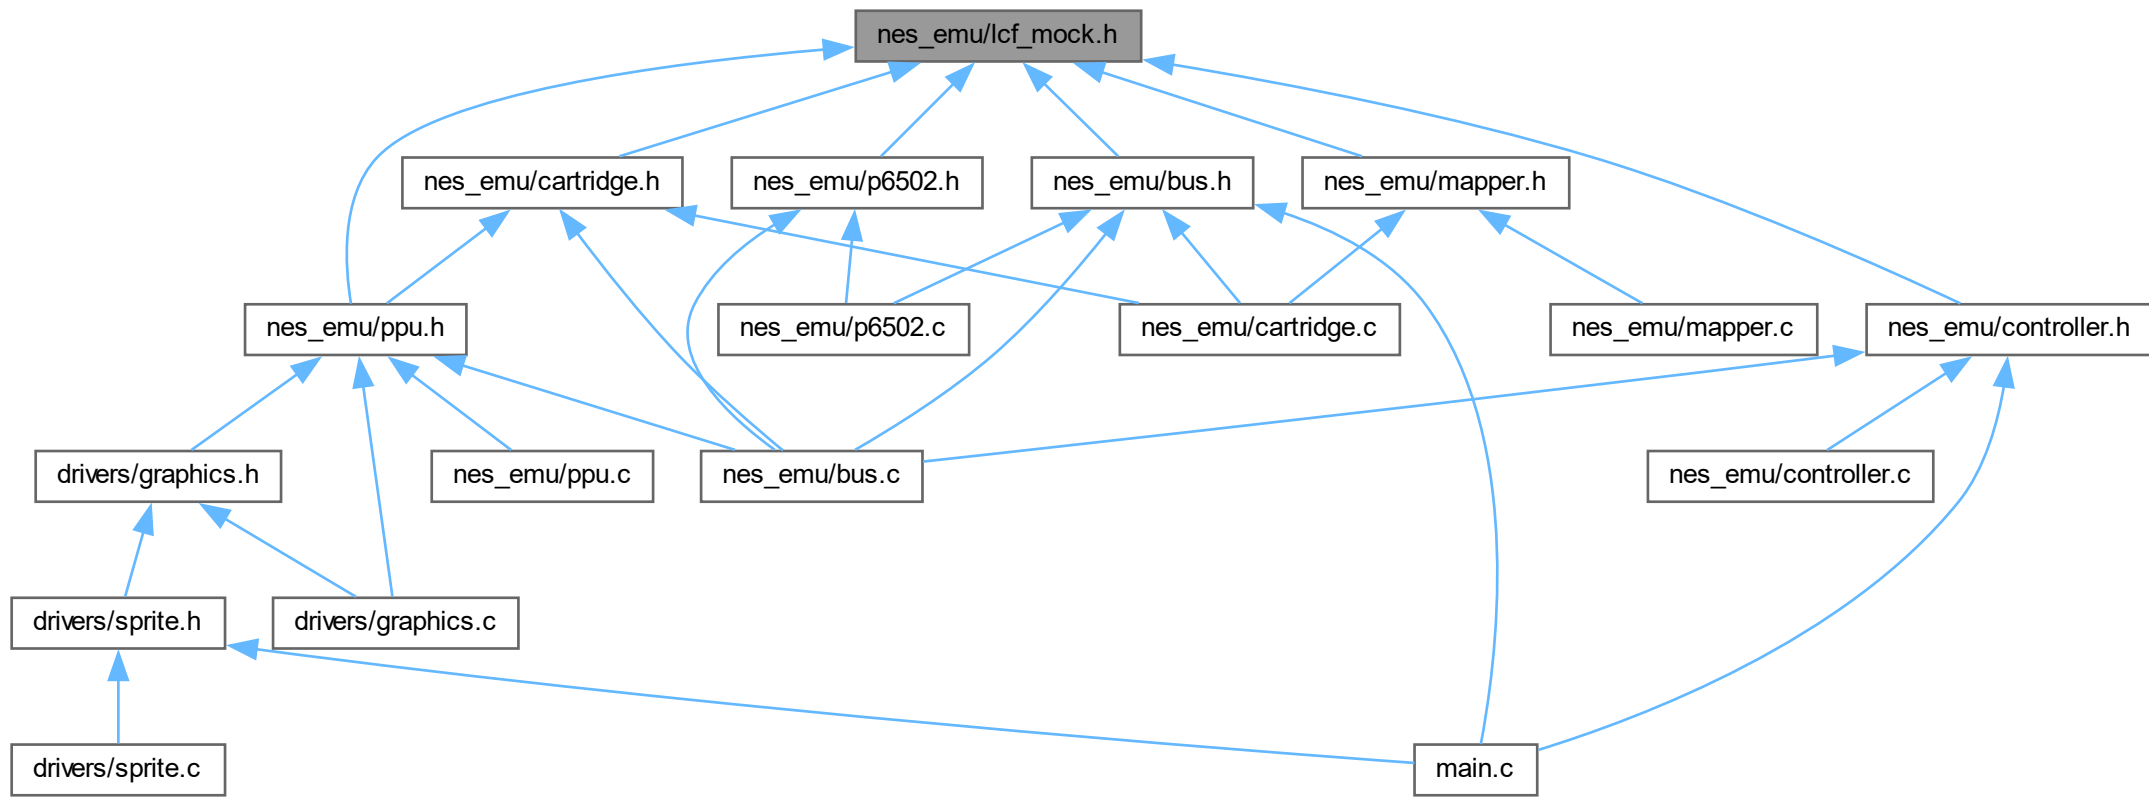 nes_emu/lcf_mock.h
nes_emu/cartridge.h
nes_emu/p6502.h
nes_emu/bus.h
nes_emu/mapper.h
nes_emu/ppu.h
nes_emu/p6502.c
nes_emu/cartridge.c
nes_emu/mapper.c
nes_emu/controller.h
drivers/graphics.h
nes_emu/ppu.c
nes_emu/bus.c
nes_emu/controller.c
drivers/sprite.h
drivers/graphics.c
drivers/sprite.c
main.c